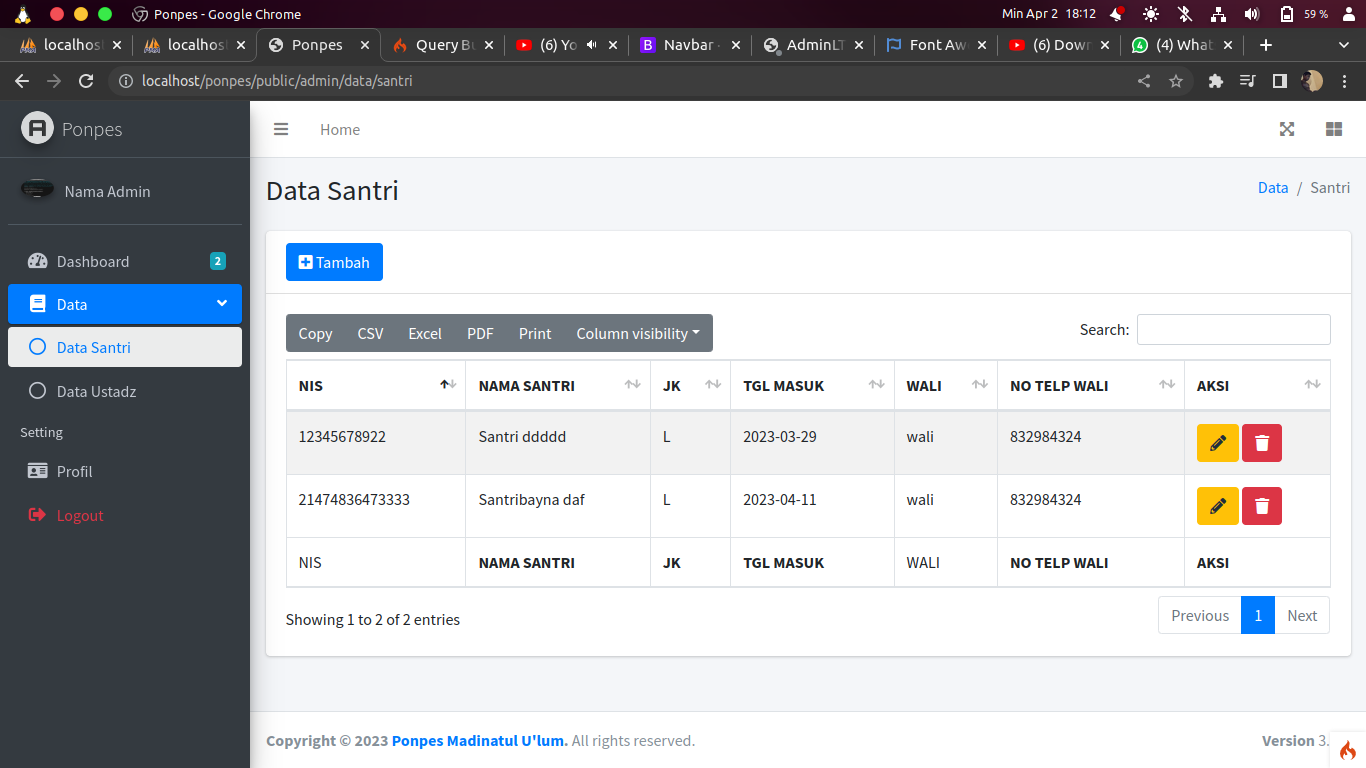 Ponpes - Google Chrome
Min Apr 2 18:12
59 %
localhos
localhos
Ponpes
Query Bu
(6) Yo
Navbar
AdminLT
Font Aw
(6) Down
(4) What
localhost/ponpes/public/admin/data/santri
Ponpes
Home
Nama Admin
Data Santri
Data / Santri
Dashboard 2
Data
Data Santri
Data Ustadz
Setting
Profil
Logout
Tambah
Copy CSV Excel PDF Print Column visibility
Search:
NIS NAMA SANTRI JK TGL MASUK WALI NO TELP WALI AKSI
12345678922 Santri ddddd L 2023-03-29 wali 832984324
21474836473333 Santribayna daf L 2023-04-11 wali 832984324
NIS NAMA SANTRI JK TGL MASUK WALI NO TELP WALI AKSI
Showing 1 to 2 of 2 entries
Previous 1 Next
Copyright © 2023 Ponpes Madinatul U'lum. All rights reserved.
Version 3.